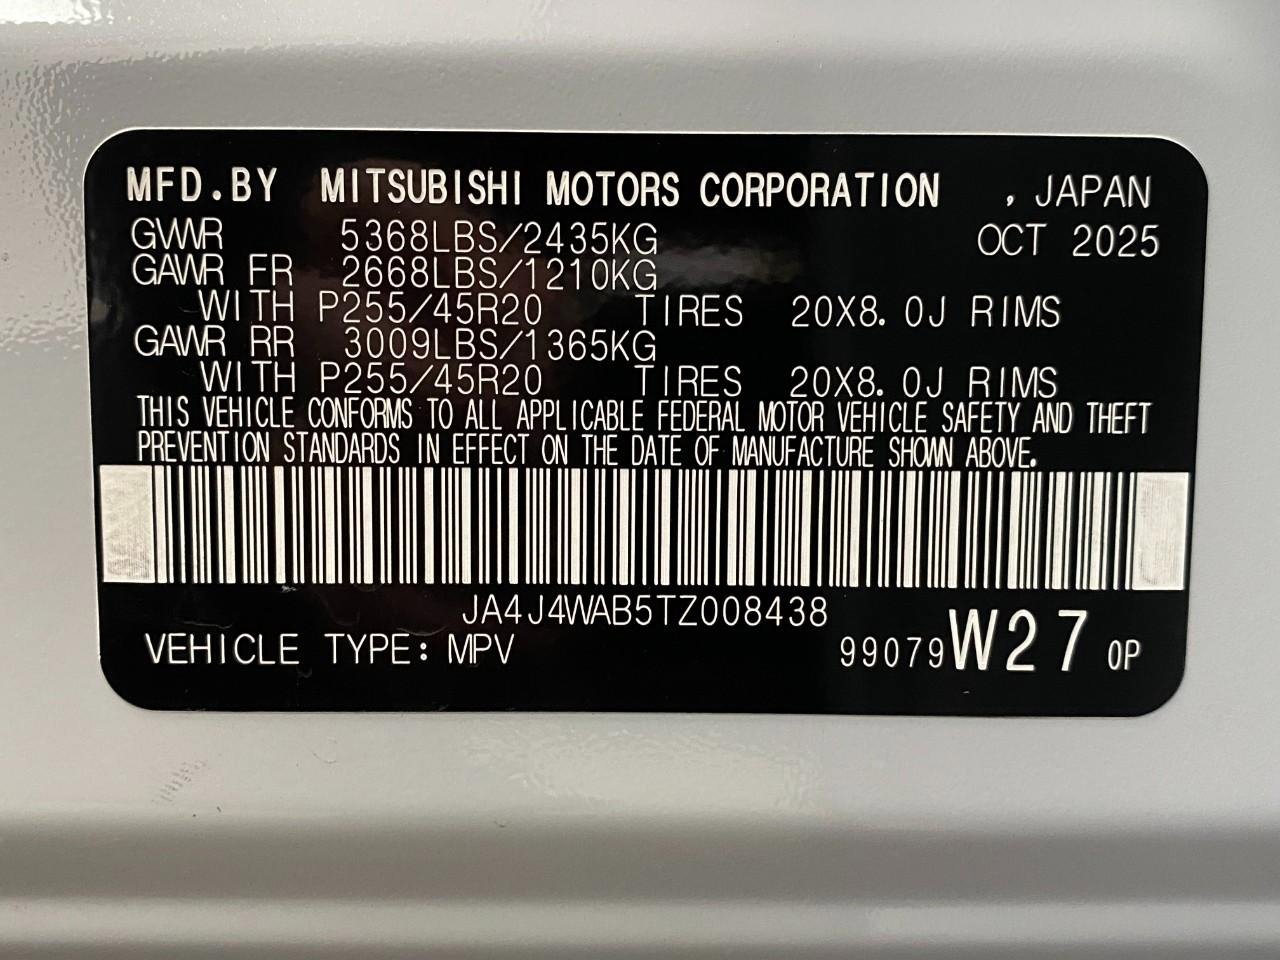 MFD.BY MITSUBISHI MOTORS CORPORATION , JAPAN
GVWR 5368LBS/2435KG OCT 2025
GAWR FR 2668LBS/1210KG
WITH P255/45R20 TIRES 20X8.0J RIMS
GAWR RR 3009LBS/1365KG
WITH P255/45R20 TIRES 20X8.0J RIMS
THIS VEHICLE CONFORMS TO ALL APPLICABLE FEDERAL MOTOR VEHICLE SAFETY AND THEFT
PREVENTION STANDARDS IN EFFECT ON THE DATE OF MANUFACTURE SHOWN ABOVE.
JA4J4WAB5TZ008438
VEHICLE TYPE: MPV 99079 W27 0P